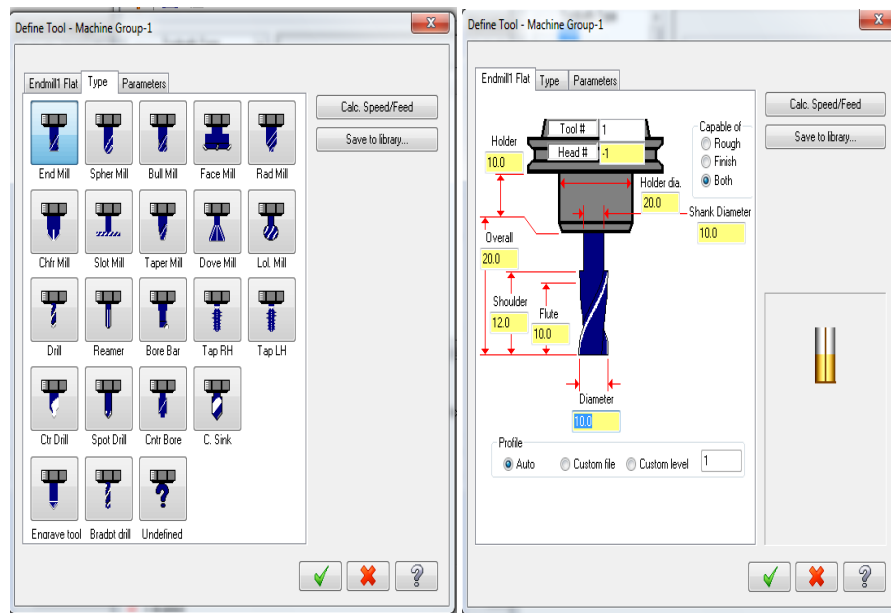 Define Tool - Machine Group-1
Endmill1 Flat Type Parameters
End Mill Spher Mill Bull Mill Face Mill Rad Mill
Chfr Mill Slot Mill Taper Mill Dove Mill Lol. Mill
Drill Reamer Bore Bar Tap RH Tap LH
Ctr Drill Spot Drill Cntr Bore C. Sink
Engrave tool Bradpt drill Undefined
Calc. Speed/Feed
Save to library...
Define Tool - Machine Group-1
Endmill1 Flat Type Parameters
Tool # 1
Head # -1
Holder
10.0
Capable of
Rough
Finish
Both
Holder dia.
20.0
Shank Diameter
10.0
Overall
20.0
Shoulder
12.0
Flute
10.0
Diameter
10.0
Profile
Auto Custom file Custom level 1
Calc. Speed/Feed
Save to library...